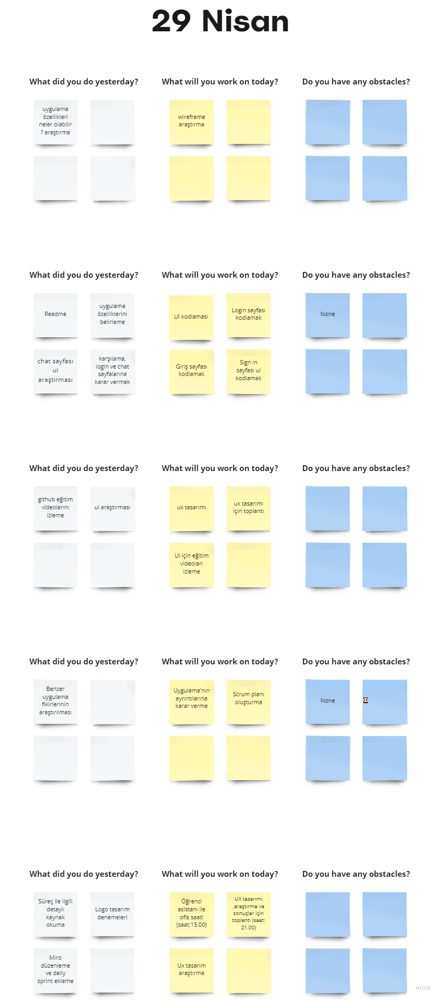 29 Nisan
What did you do yesterday?
What will you work on today?
Do you have any obstacles?
uygulama
özellikleri
neler olabilir
? araştırma
wireframe
araştırma
What did you do yesterday?
What will you work on today?
Do you have any obstacles?
Readme
uygulama
özelliklerini
belirleme
Uİ kodlaması
Login sayfası
kodlamak
None
chat sayfası
ui
araştırması
karşılama,
login ve chat
sayfalarına
karar vermek
Giriş sayfası
kodlamak
Sign in
sayfası ui
kodlamak
What did you do yesterday?
What will you work on today?
Do you have any obstacles?
github eğitim
videolarını
izleme
ui araştırması
ux tasarımı
ux tasarımı
için toplantı
Ui için eğitim
videoları
izleme
What did you do yesterday?
What will you work on today?
Do you have any obstacles?
Benzer
uygulama
fikirlerinin
araştırılması
Uygulama'nın
ayrıntılarına
karar verme
Scrum planı
oluşturma
None
What did you do yesterday?
What will you work on today?
Do you have any obstacles?
Süreç ile ilgili
detaylı
kaynak
okuma
Logo tasarım
denemeleri
Öğrenci
asistanı ile
ofis saati
(saat:15.00)
UX tasarımı
,araştırma ve
sonuçlar için
toplantı (saat:
21.00)
Miro
düzenleme
ve daily
sprint ekleme
Ux tasarım
araştırma
miro